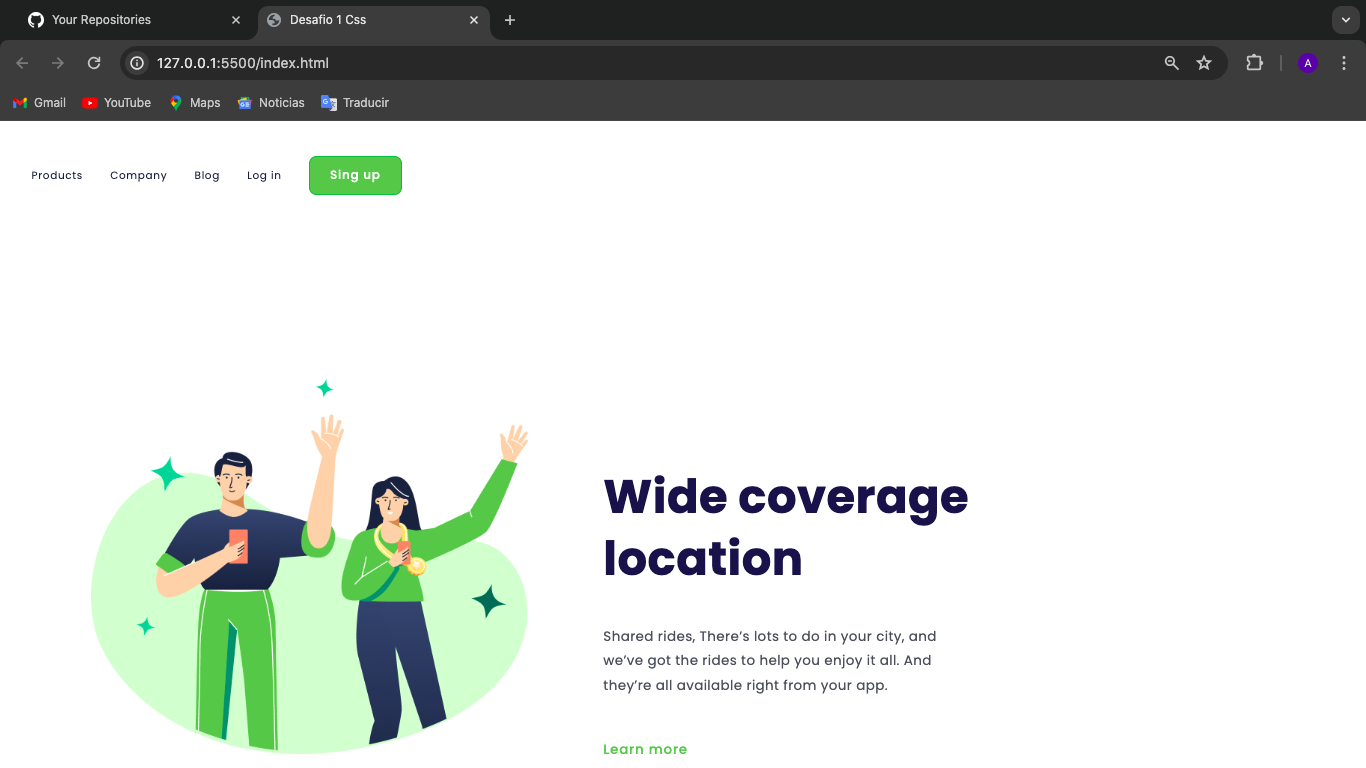 Your Repositories
Desafio 1 Css
127.0.0.1:5500/index.html
A
Gmail
YouTube
Maps
Noticias
Traducir
Products
Company
Blog
Log in
Sing up
Wide coverage
location
Shared rides, There’s lots to do in your city, and
we’ve got the rides to help you enjoy it all. And
they’re all available right from your app.
Learn more